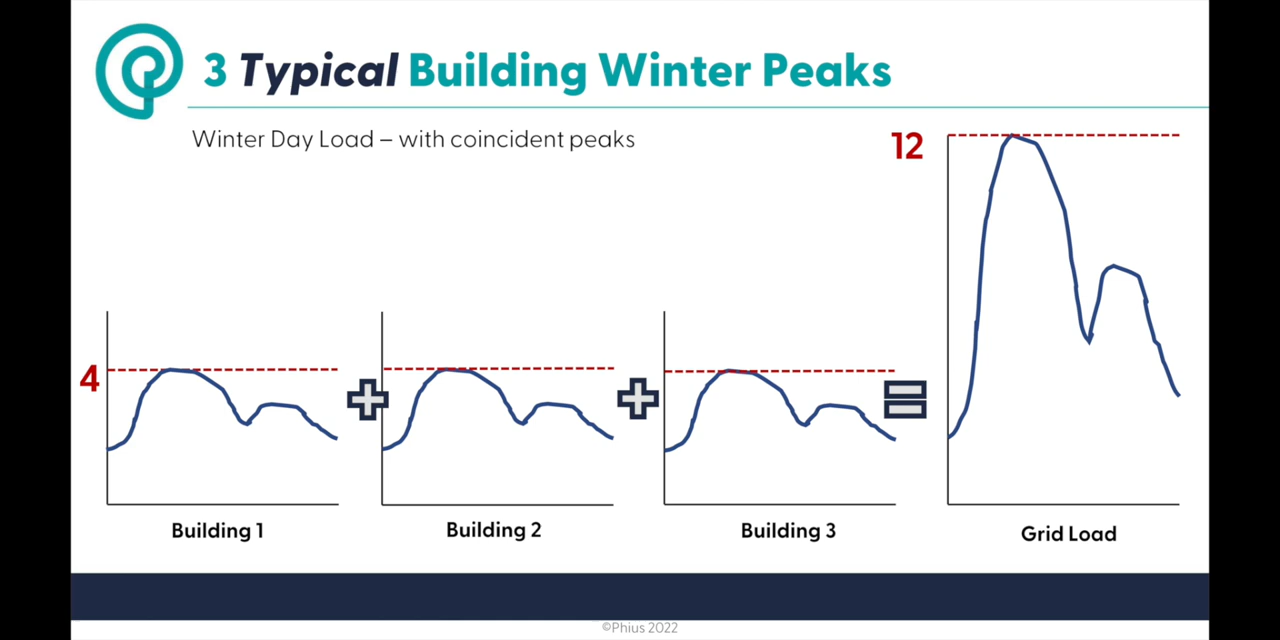 3 Typical Building Winter Peaks
Winter Day Load – with coincident peaks
12
4
Building 1
Building 2
Building 3
Grid Load
©Phius 2022